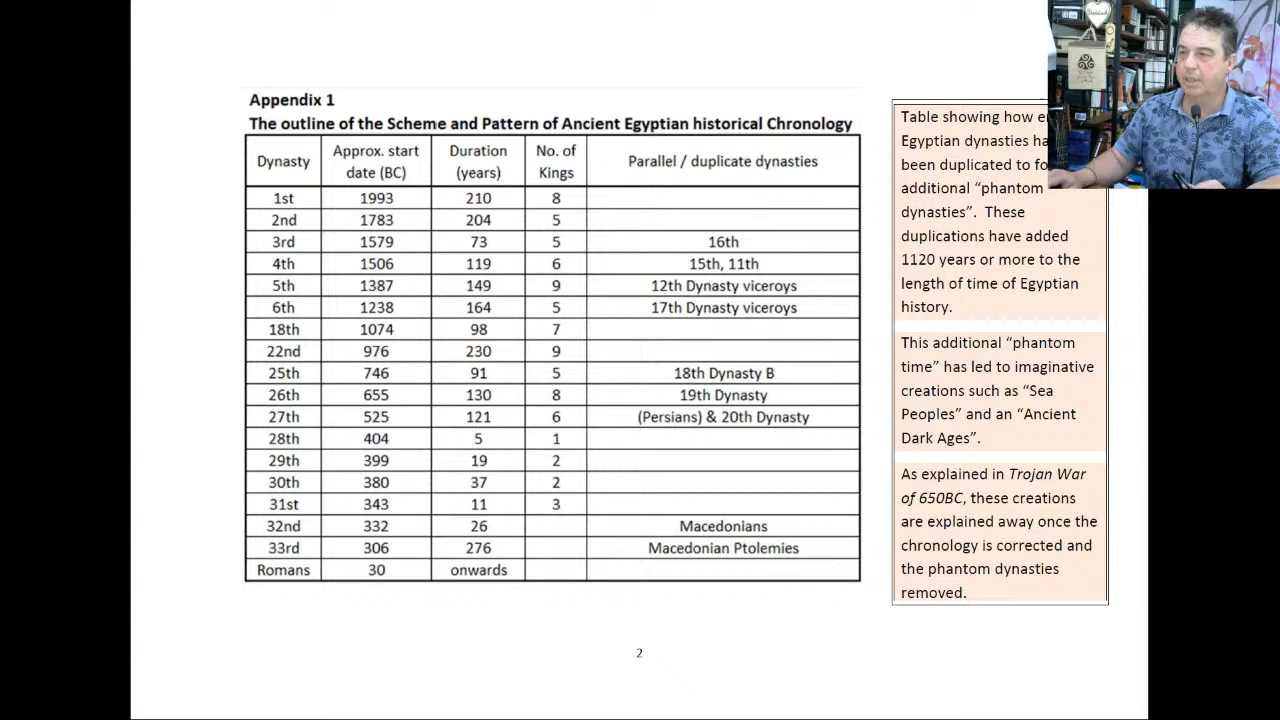 Appendix 1
The outline of the Scheme and Pattern of Ancient Egyptian historical Chronology
Dynasty Approx. start date (BC) Duration (years) No. of Kings Parallel / duplicate dynasties
1st 1993 210 8
2nd 1783 204 5
3rd 1579 73 5 16th
4th 1506 119 6 15th, 11th
5th 1387 149 9 12th Dynasty viceroys
6th 1238 164 5 17th Dynasty viceroys
18th 1074 98 7
22nd 976 230 9
25th 746 91 5 18th Dynasty B
26th 655 130 8 19th Dynasty
27th 525 121 6 (Persians) & 20th Dynasty
28th 404 5 1
29th 399 19 2
30th 380 37 2
31st 343 11 3
32nd 332 26 Macedonians
33rd 306 276 Macedonian Ptolemies
Romans 30 onwards
Table showing how
Egyptian dynasties
been duplicated to
additional “phantom
dynasties”. These
duplications have added
1120 years or more to the
length of time of Egyptian
history.
This additional “phantom
time” has led to imaginative
creations such as “Sea
Peoples” and an “Ancient
Dark Ages”.
As explained in Trojan War
of 650BC, these creations
are explained away once the
chronology is corrected and
the phantom dynasties
removed.
2